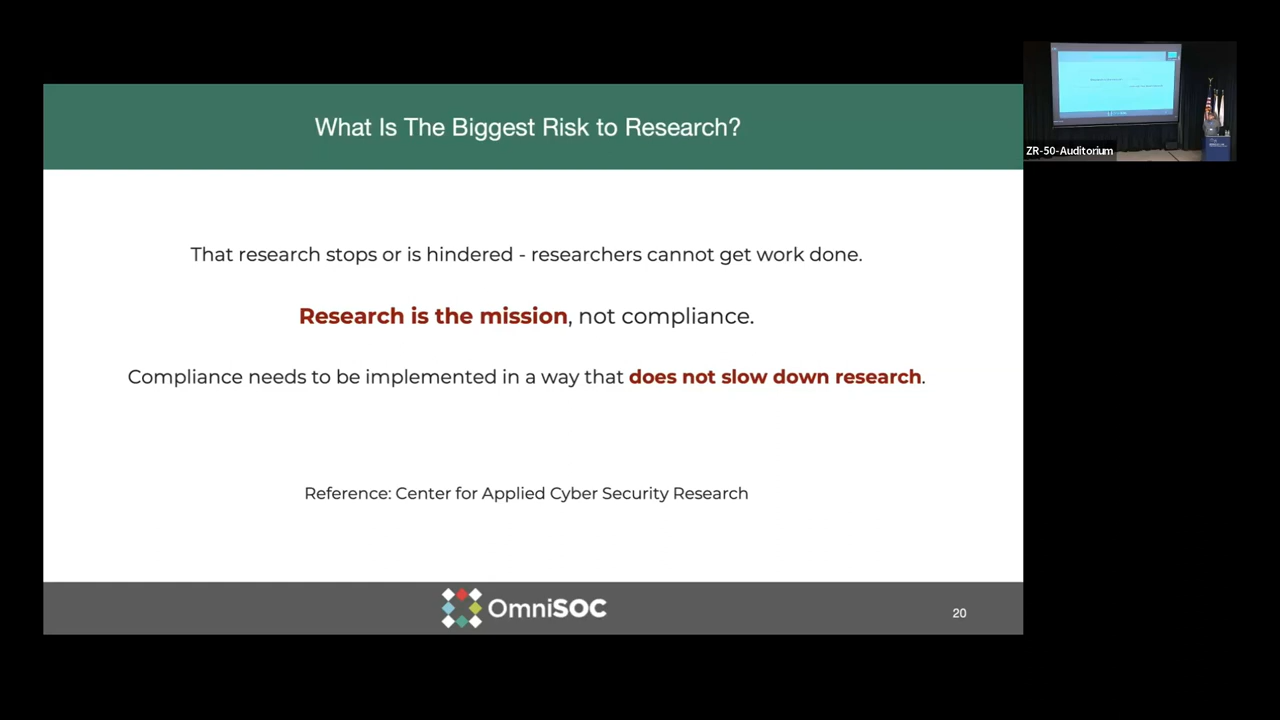 What Is The Biggest Risk to Research?
That research stops or is hindered - researchers cannot get work done.
Research is the mission, not compliance.
Compliance needs to be implemented in a way that does not slow down research.
Reference: Center for Applied Cyber Security Research
OmniSOC
20
ZR-50-Auditorium